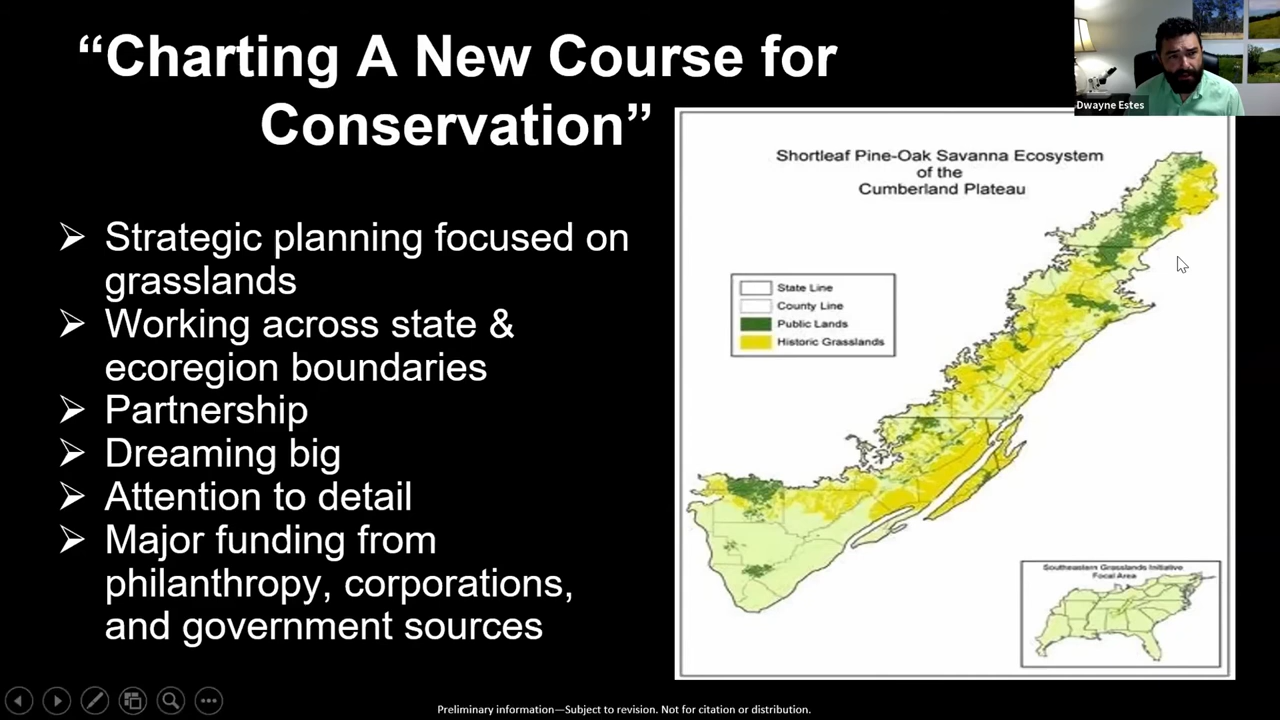 “Charting A New Course for
Conservation”
Dwayne Estes
➢ Strategic planning focused on
grasslands
➢ Working across state &
ecoregion boundaries
➢ Partnership
➢ Dreaming big
➢ Attention to detail
➢ Major funding from
philanthropy, corporations,
and government sources
Shortleaf Pine-Oak Savanna Ecosystem
of the
Cumberland Plateau
State Line
County Line
Public Lands
Historic Grasslands
Southeastern Grasslands Initiative
Focal Area
Preliminary information—Subject to revision. Not for citation or distribution.